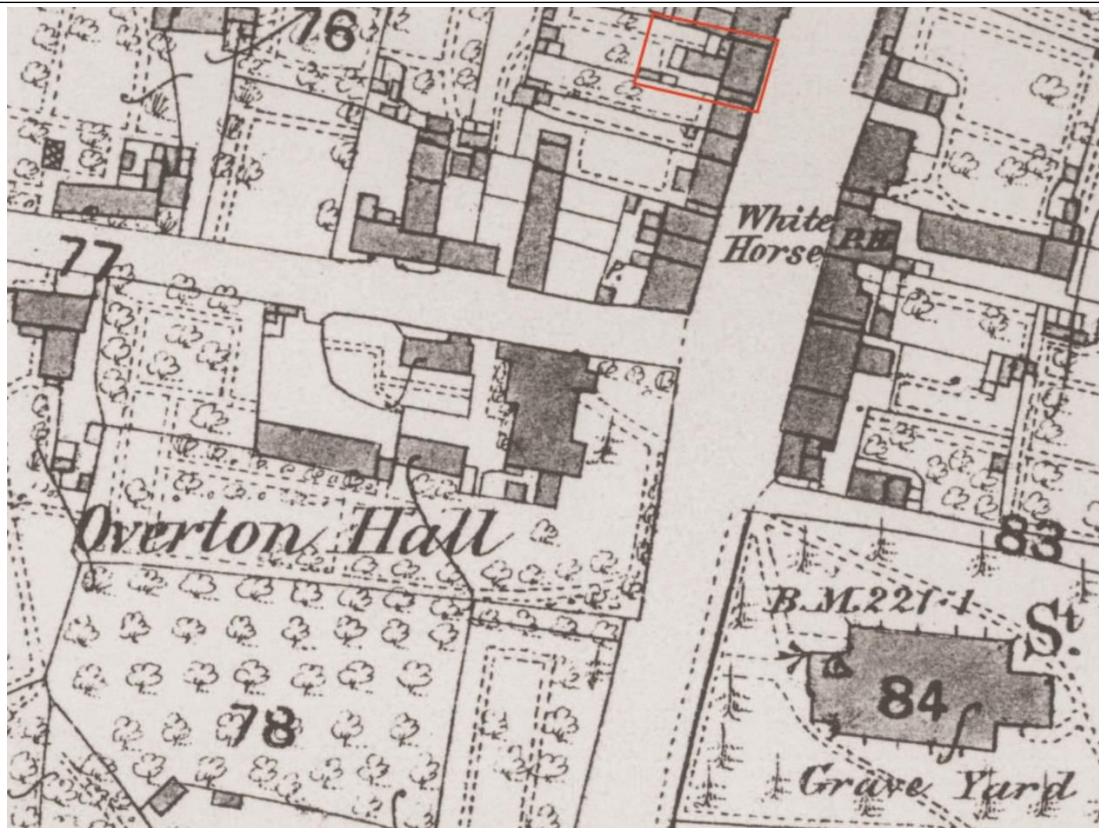 76
White
Horse
P.H.
77
P.
Overton Hall
83
B.M.221·1
St.
84
78
Grave Yard